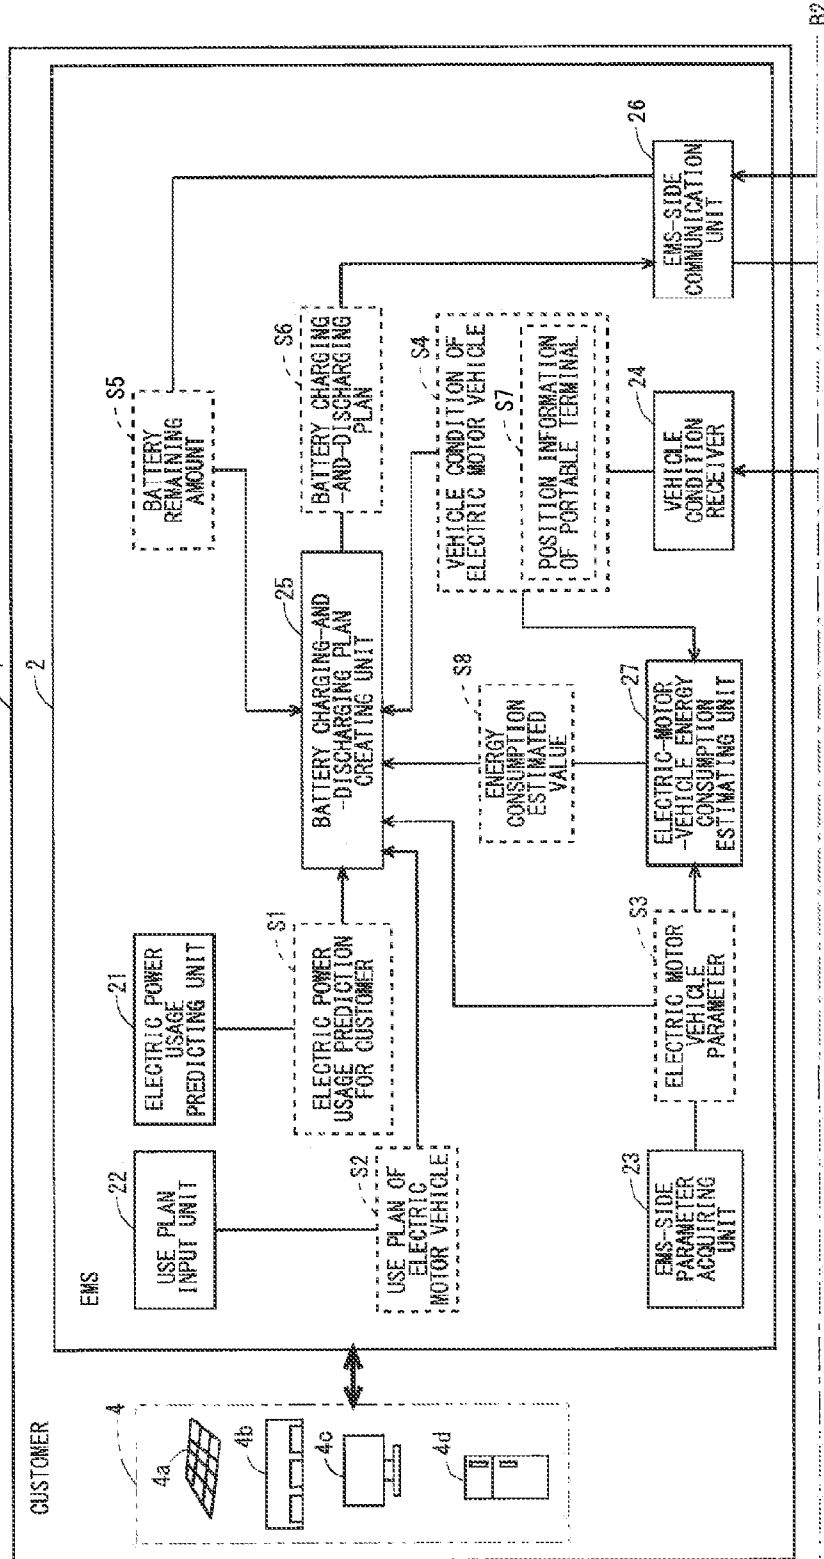 CUSTOMER
4
4a
4b
4c
4d
2
EMS
22
USE PLAN
INPUT UNIT
21
ELECTRIC POWER
USAGE
PREDICTING UNIT
S2
USE PLAN OF
ELECTRIC
MOTOR VEHICLE
S1
ELECTRIC POWER
USAGE PREDICTION
FOR CUSTOMER
25
BATTERY CHARGING-AND
-DISCHARGING PLAN
CREATING UNIT
S5
BATTERY
REMAINING
AMOUNT
S6
BATTERY CHARGING
-AND-DISCHARGING
PLAN
S4
VEHICLE CONDITION OF
ELECTRIC MOTOR VEHICLE
S7
POSITION INFORMATION
OF PORTABLE TERMINAL
S8
ENERGY
CONSUMPTION
ESTIMATED
VALUE
23
EMS-SIDE
PARAMETER
ACQUIRING
UNIT
S3
ELECTRIC MOTOR
VEHICLE
PARAMETER
27
ELECTRIC-MOTOR
-VEHICLE ENERGY
CONSUMPTION
ESTIMATING UNIT
24
VEHICLE
CONDITION
RECEIVER
26
EMS-SIDE
COMMUNICATION
UNIT